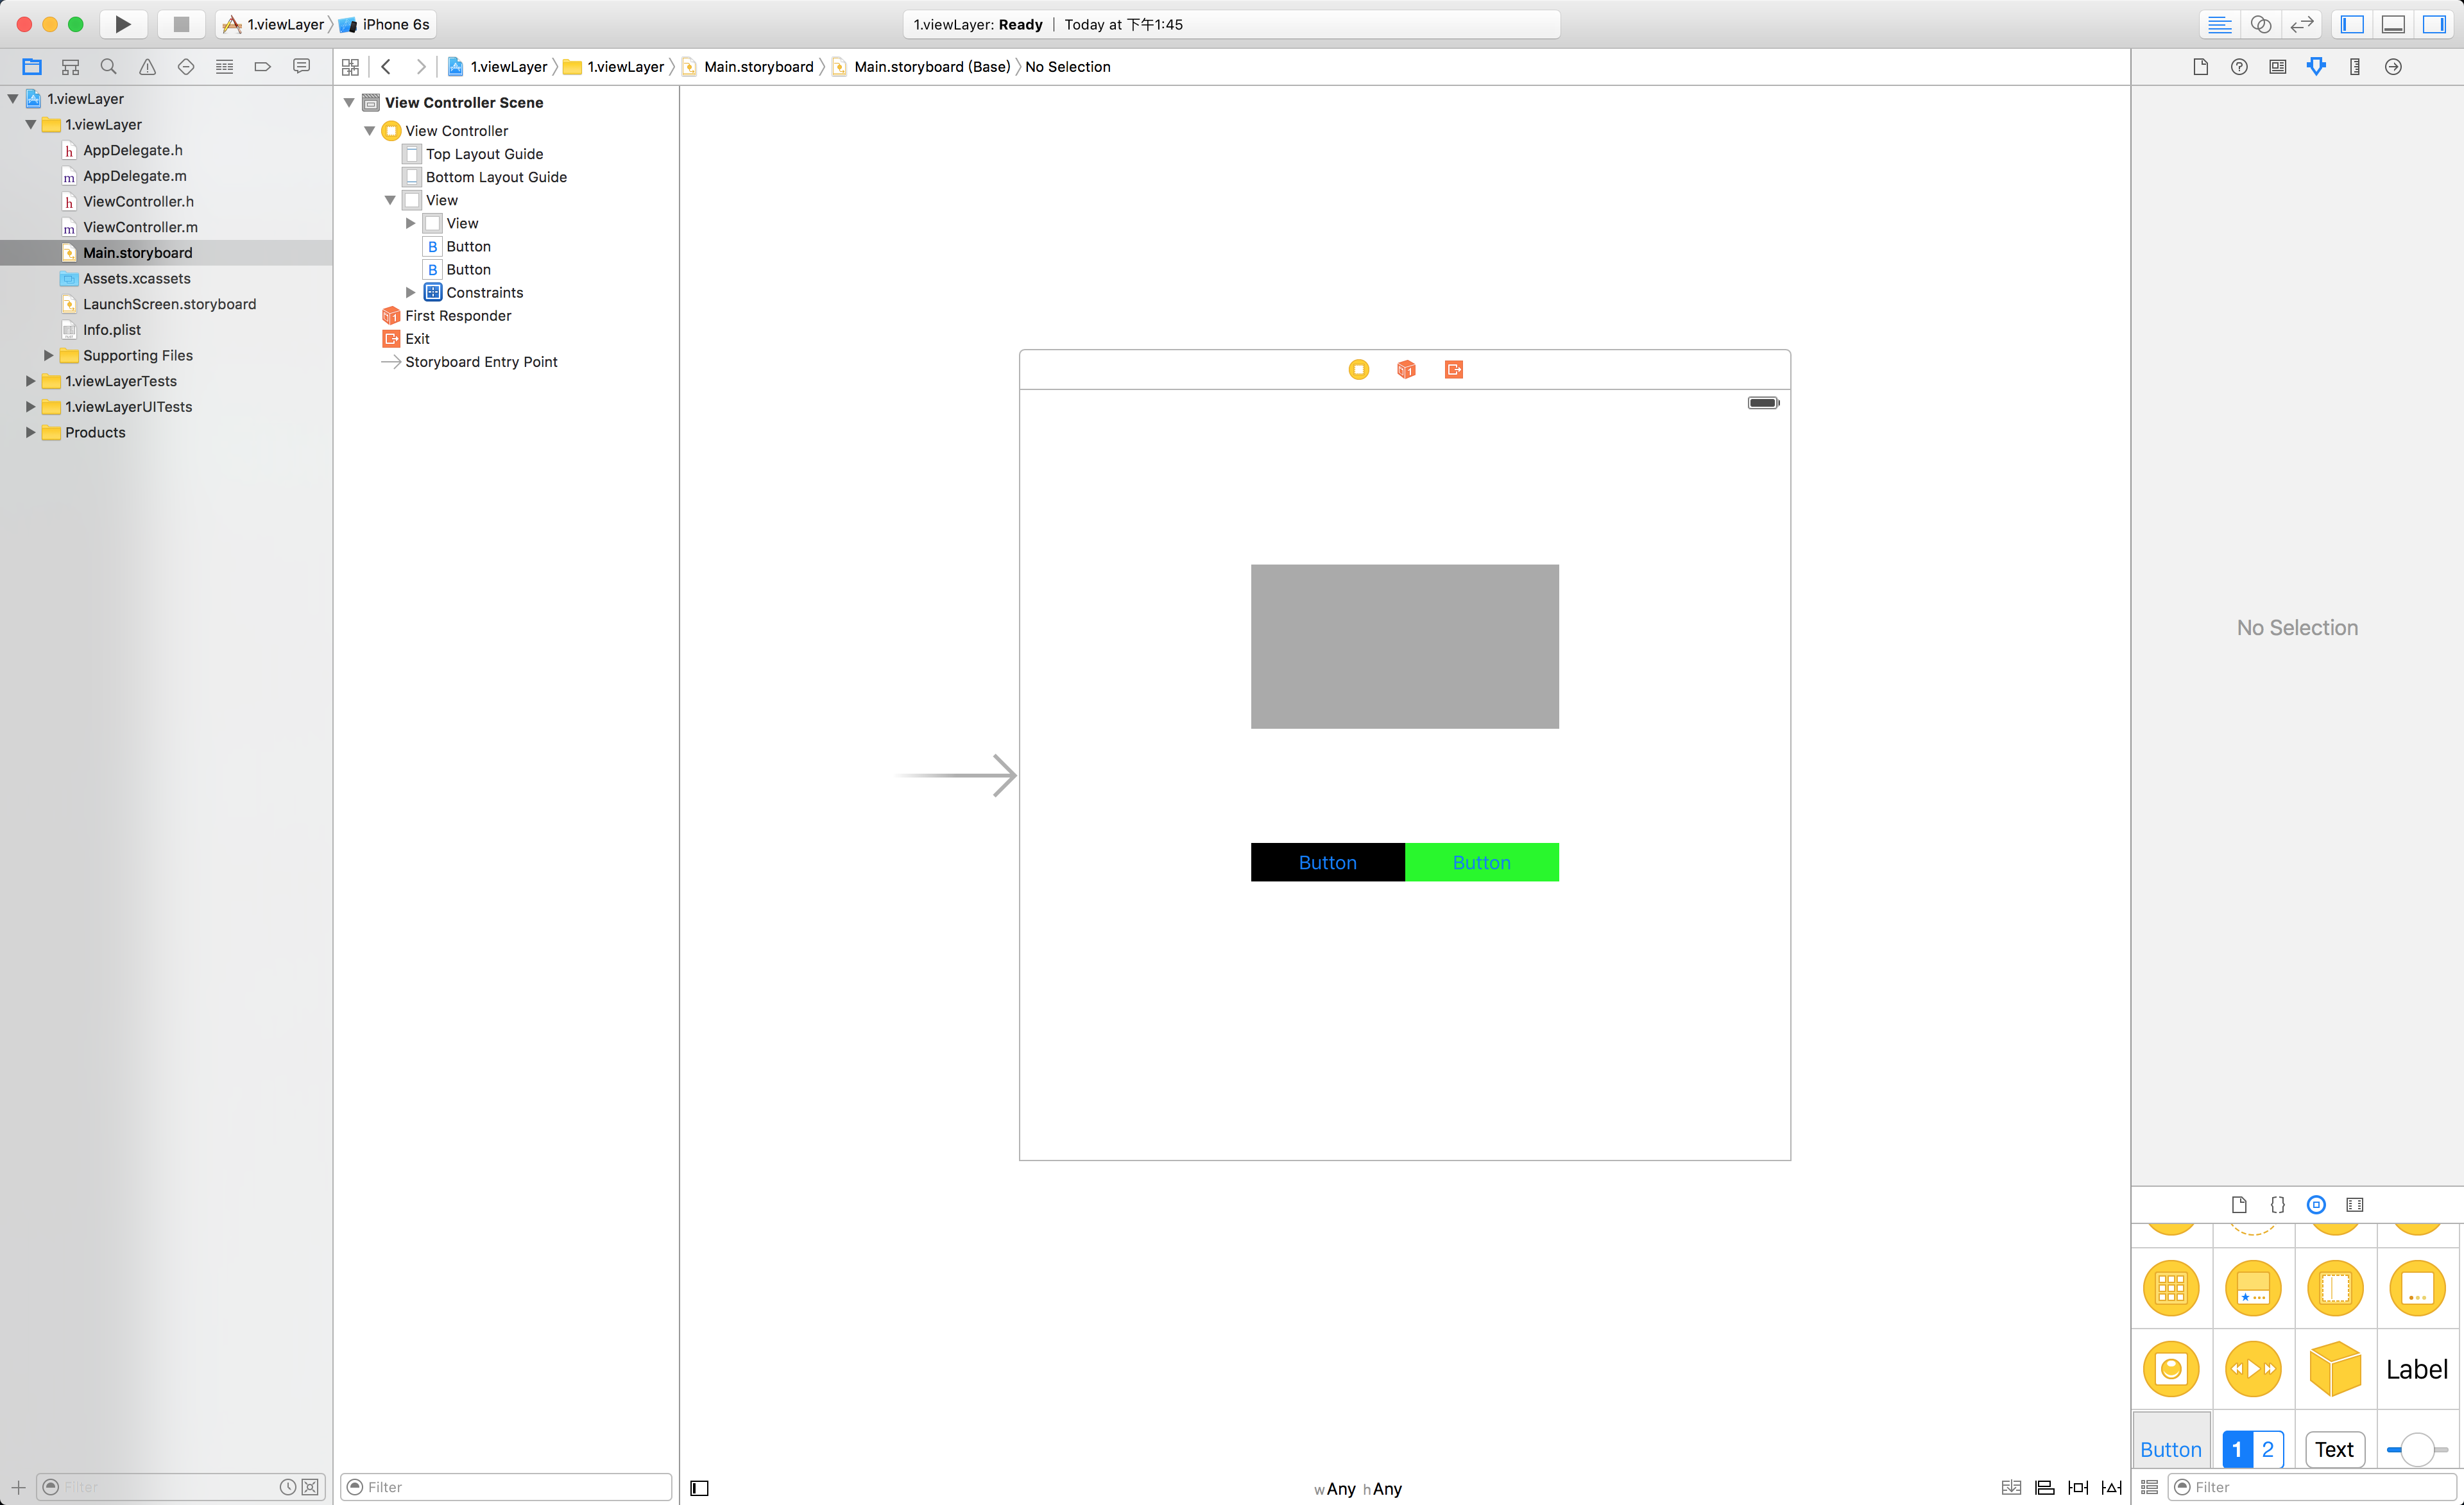 1.viewLayer iPhone 6s
1.viewLayer: Ready | Today at 下午1:45
1.viewLayer 1.viewLayer Main.storyboard Main.storyboard (Base) No Selection
1.viewLayer
1.viewLayer
h AppDelegate.h
m AppDelegate.m
h ViewController.h
m ViewController.m
Main.storyboard
Assets.xcassets
LaunchScreen.storyboard
Info.plist
Supporting Files
1.viewLayerTests
1.viewLayerUITests
Products
Filter
View Controller Scene
View Controller
Top Layout Guide
Bottom Layout Guide
View
View
B Button
B Button
Constraints
First Responder
Exit
Storyboard Entry Point
Filter
Button Button
wAny hAny
No Selection
Label
Button 1 2 Text
Filter